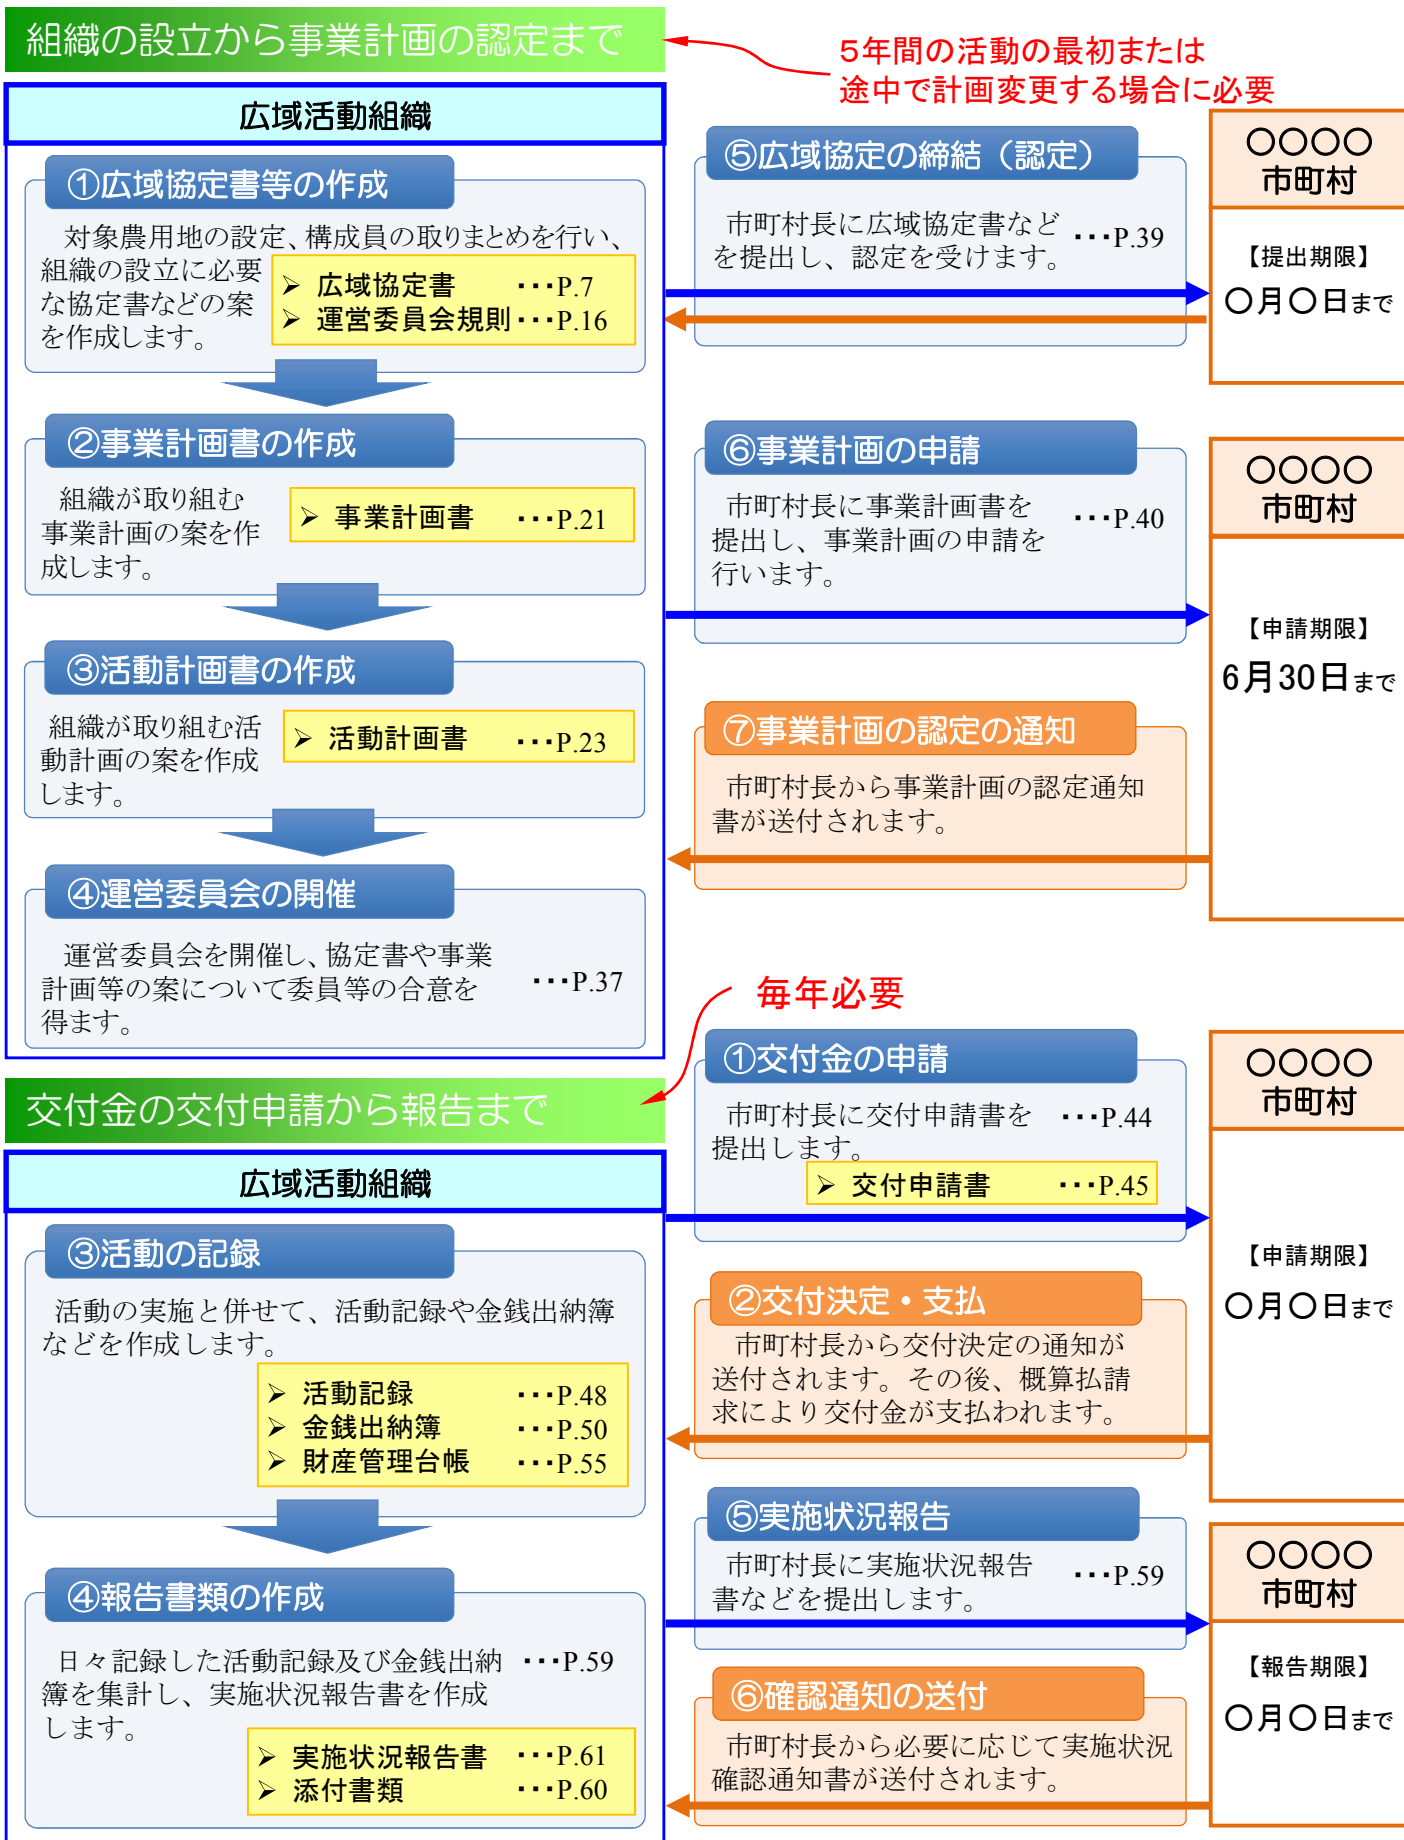 組織の設立から事業計画の認定まで
5年間の活動の最初または
途中で計画変更する場合に必要
広域活動組織
①広域協定書等の作成
対象農用地の設定、構成員の取りまとめを行い、
組織の設立に必要
な協定書などの案
を作成します。
➢ 広域協定書 ･･･P.7
➢ 運営委員会規則･･･P.16
②事業計画書の作成
組織が取り組む
事業計画の案を作
成します。
➢ 事業計画書 ･･･P.21
③活動計画書の作成
組織が取り組む活
動計画の案を作成
します。
➢ 活動計画書 ･･･P.23
④運営委員会の開催
運営委員会を開催し、協定書や事業
計画等の案について委員等の合意を
得ます。
･･･P.37
⑤広域協定の締結（認定）
市町村長に広域協定書など
を提出し、認定を受けます。
･･･P.39
〇〇〇〇
市町村
【提出期限】
〇月〇日まで
⑥事業計画の申請
市町村長に事業計画書を
提出し、事業計画の申請を
行います。
･･･P.40
〇〇〇〇
市町村
【申請期限】
6月30日まで
⑦事業計画の認定の通知
市町村長から事業計画の認定通知
書が送付されます。
毎年必要
交付金の交付申請から報告まで
広域活動組織
①交付金の申請
市町村長に交付申請書を
提出します。
･･･P.44
➢ 交付申請書 ･･･P.45
〇〇〇〇
市町村
【申請期限】
〇月〇日まで
②交付決定・支払
市町村長から交付決定の通知が
送付されます。その後、概算払請
求により交付金が支払われます。
③活動の記録
活動の実施と併せて、活動記録や金銭出納簿
などを作成します。
➢ 活動記録 ･･･P.48
➢ 金銭出納簿 ･･･P.50
➢ 財産管理台帳 ･･･P.55
④報告書類の作成
日々記録した活動記録及び金銭出納
簿を集計し、実施状況報告書を作成
します。
･･･P.59
➢ 実施状況報告書 ･･･P.61
➢ 添付書類 ･･･P.60
⑤実施状況報告
市町村長に実施状況報告
書などを提出します。
･･･P.59
〇〇〇〇
市町村
【報告期限】
〇月〇日まで
⑥確認通知の送付
市町村長から必要に応じて実施状況
確認通知書が送付されます。